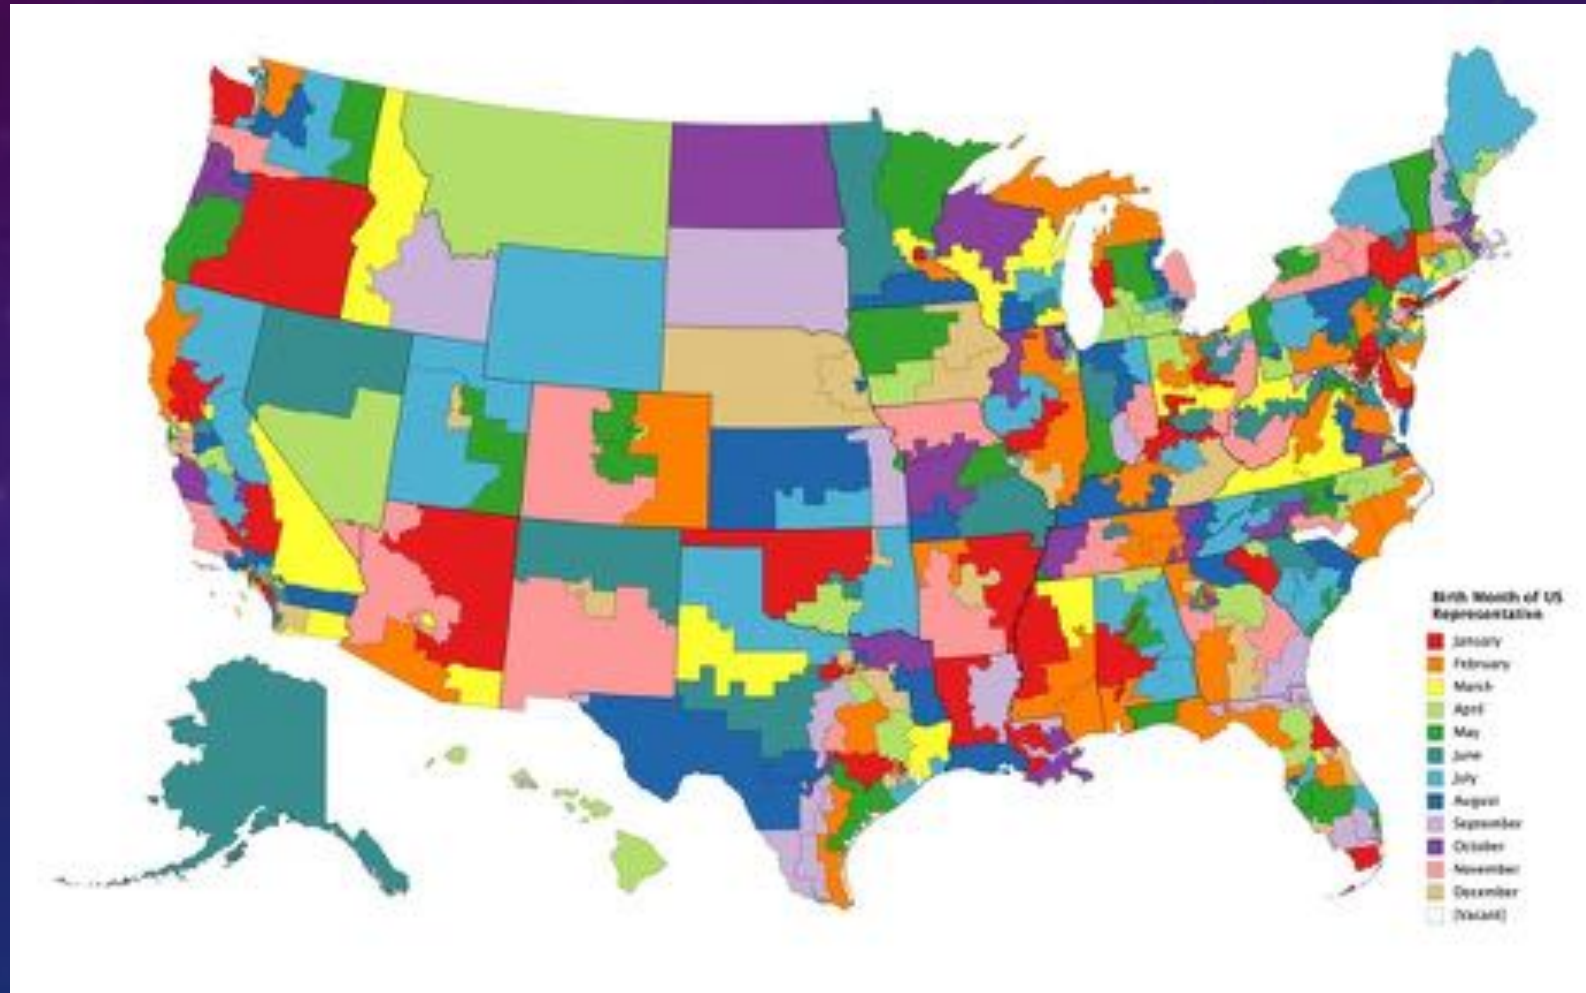 Birth Month of US
Representative
January
February
March
April
May
June
July
August
September
October
November
December
[Vacant]